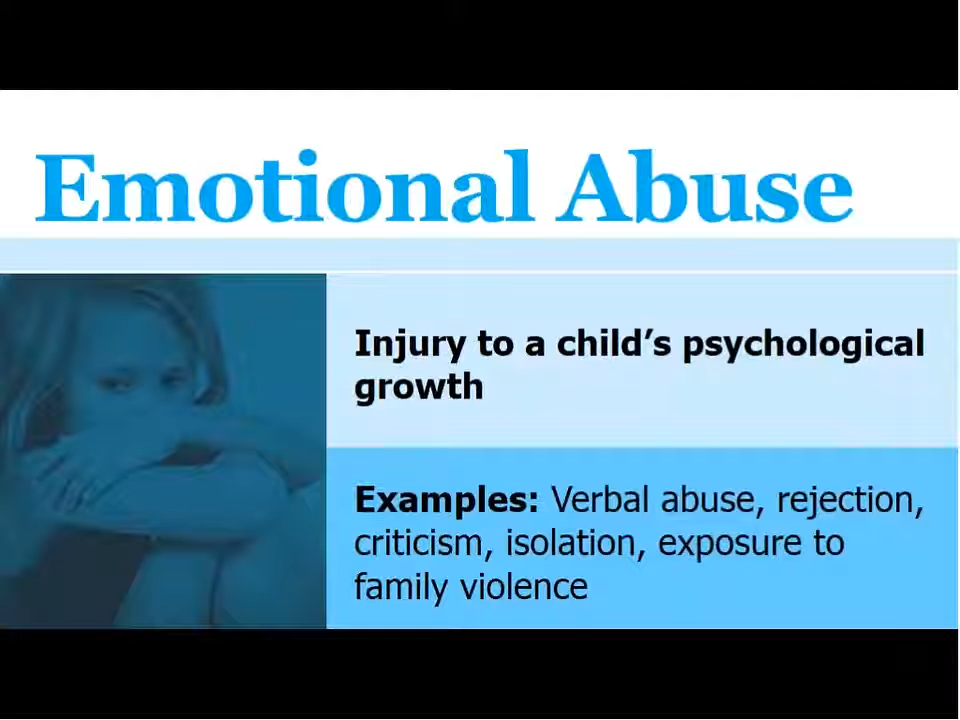 Emotional Abuse
Injury to a child’s psychological
growth
Examples: Verbal abuse, rejection,
criticism, isolation, exposure to
family violence